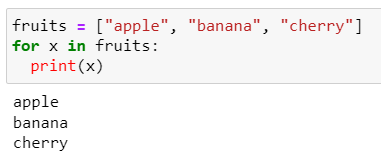 fruits = ["apple", "banana", "cherry"]
for x in fruits:
  print(x)
apple
banana
cherry